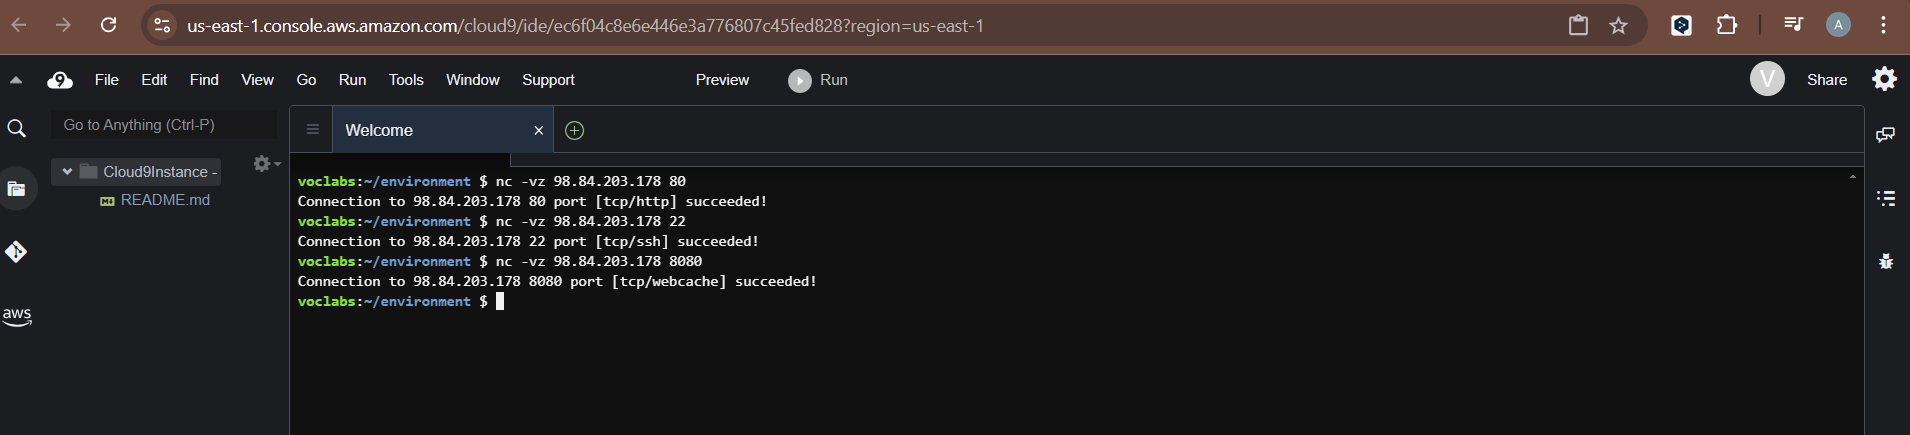 us-east-1.console.aws.amazon.com/cloud9/ide/ec6f04c8e6e446e3a776807c45fed828?region=us-east-1
A
9 File Edit Find View Go Run Tools Window Support Preview Run V Share
Go to Anything (Ctrl-P)
Welcome
Cloud9Instance -
README.md
aws
voclabs:~/environment $ nc -vz 98.84.203.178 80
Connection to 98.84.203.178 80 port [tcp/http] succeeded!
voclabs:~/environment $ nc -vz 98.84.203.178 22
Connection to 98.84.203.178 22 port [tcp/ssh] succeeded!
voclabs:~/environment $ nc -vz 98.84.203.178 8080
Connection to 98.84.203.178 8080 port [tcp/webcache] succeeded!
voclabs:~/environment $